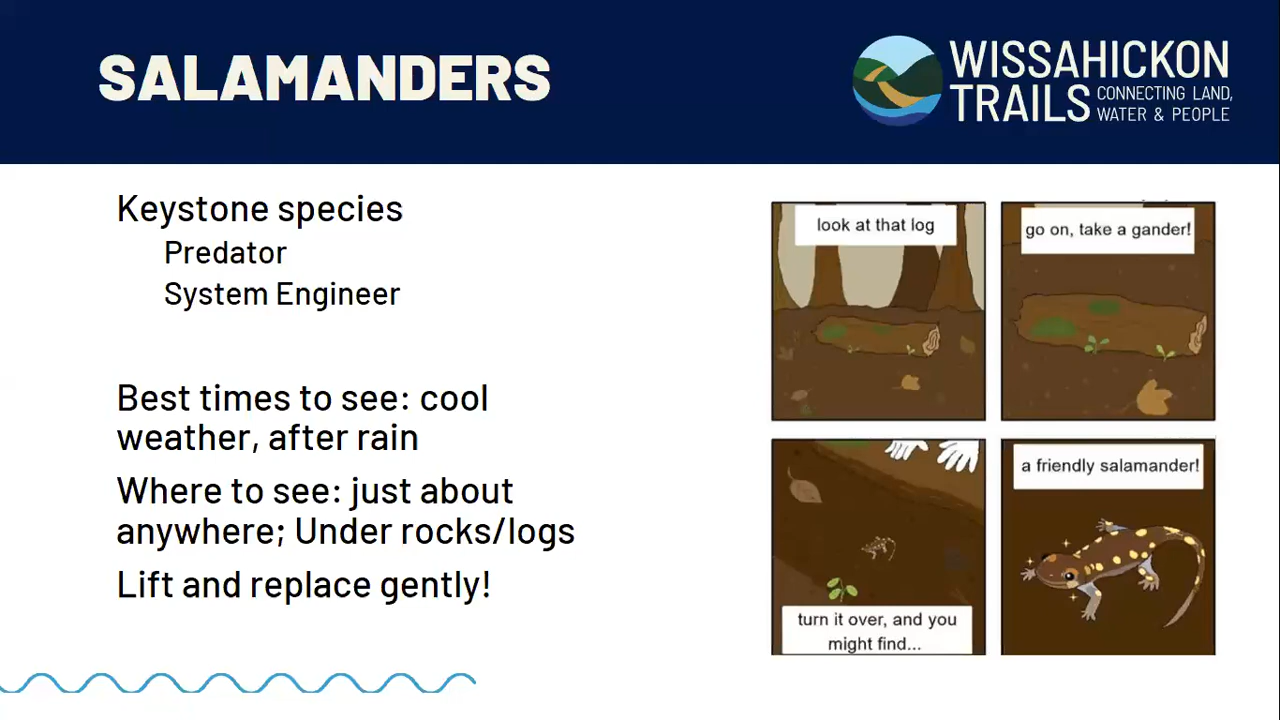 SALAMANDERS
WISSAHICKON
TRAILS CONNECTING LAND,
WATER & PEOPLE
Keystone species
Predator
System Engineer
Best times to see: cool
weather, after rain
Where to see: just about
anywhere; Under rocks/logs
Lift and replace gently!
look at that log
go on, take a gander!
turn it over, and you
might find...
a friendly salamander!